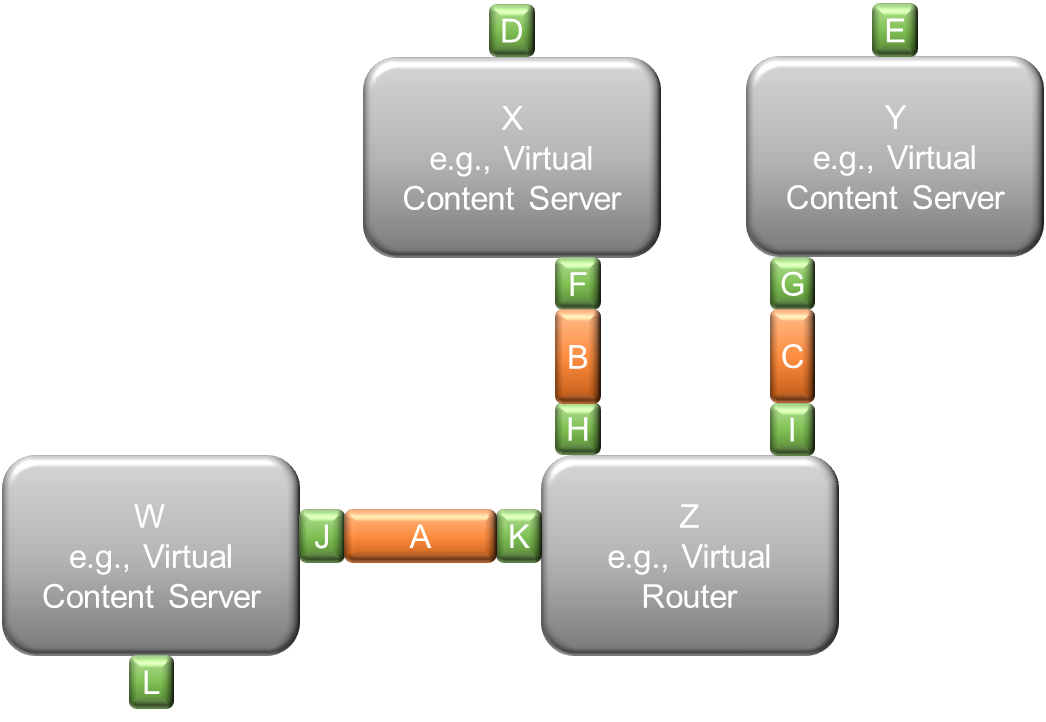 D
E
X
e.g., Virtual
Content Server
Y
e.g., Virtual
Content Server
F
G
B
C
H
I
W
e.g., Virtual
Content Server
J
A
K
Z
e.g., Virtual
Router
L